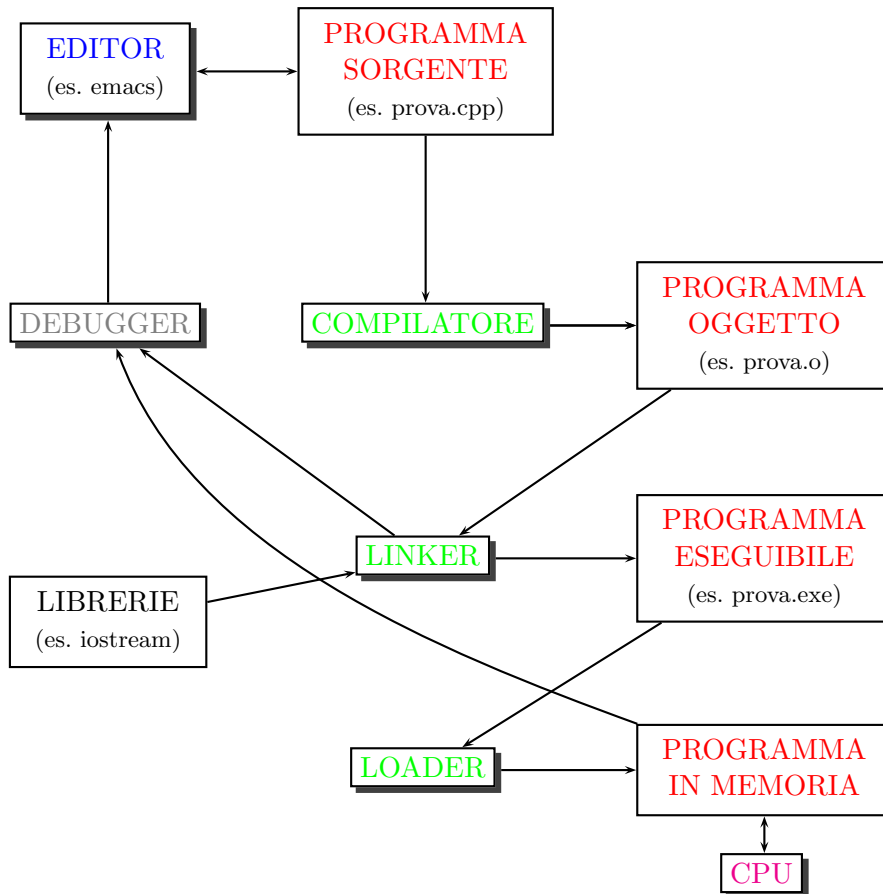 EDITOR
(es. emacs)
PROGRAMMA
SORGENTE
(es. prova.cpp)
DEBUGGER
COMPILATORE
PROGRAMMA
OGGETTO
(es. prova.o)
LINKER
PROGRAMMA
ESEGUIBILE
(es. prova.exe)
LIBRERIE
(es. iostream)
LOADER
PROGRAMMA
IN MEMORIA
CPU